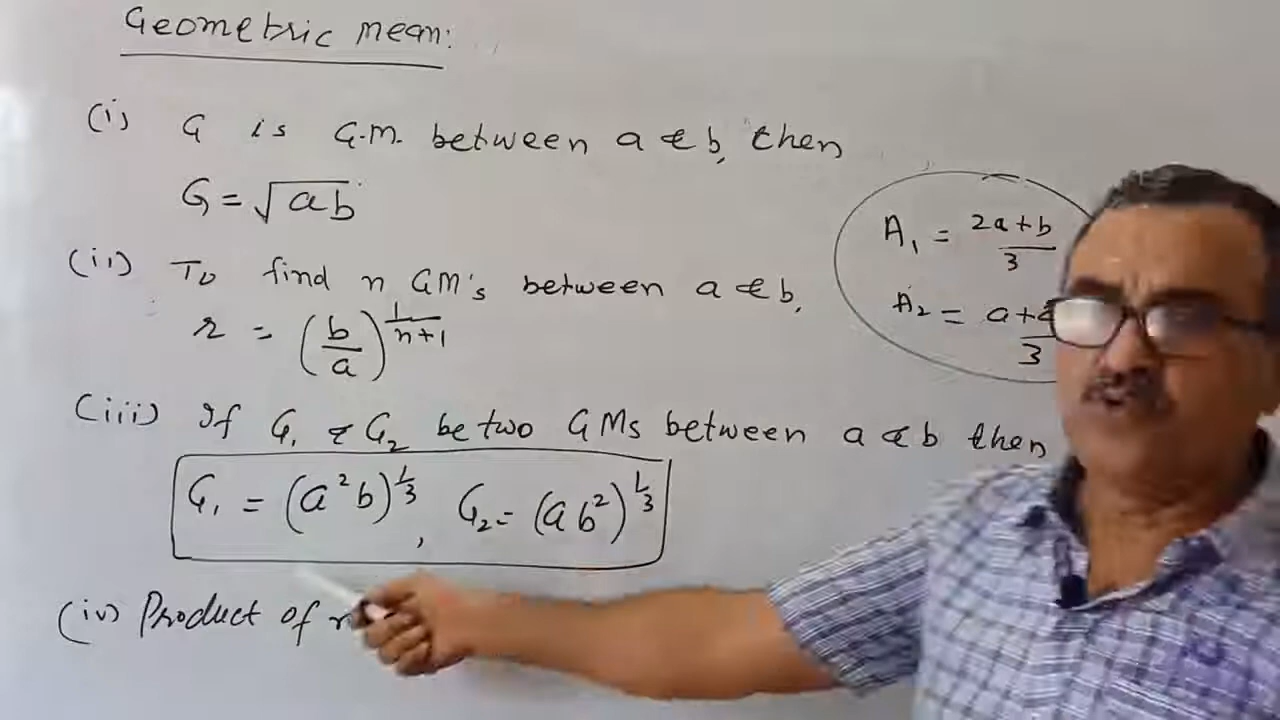 Geometric mean:
(i) G is G.M. between a & b, then
G = √ab
(ii) To find n GM's between a & b,
r = (b/a)^(1/(n+1))
(iii) If G₁ & G₂ be two GMs between a & b then
G₁ = (a²b)^(1/3), G₂ = (ab²)^(1/3)
(iv) Product of n
A₁ = (2a+b)/3
A₂ = (a+2)/3